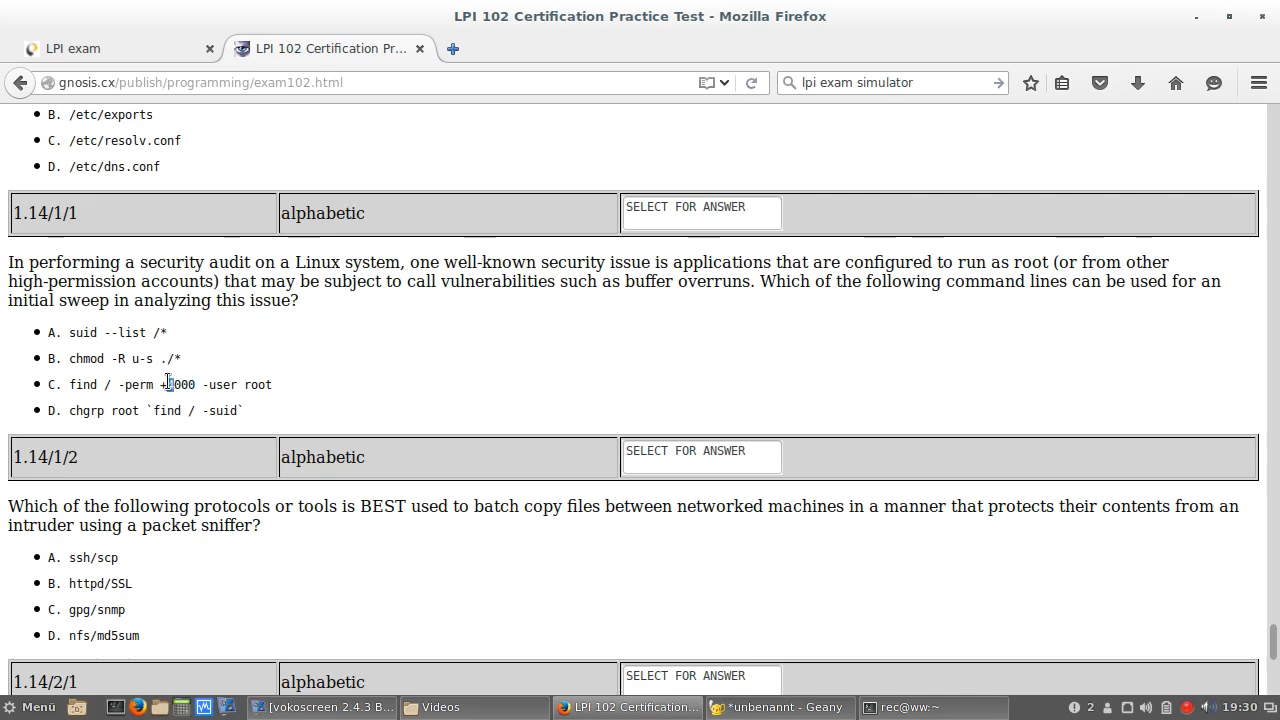 LPI 102 Certification Practice Test - Mozilla Firefox
LPI exam
LPI 102 Certification Pr...
gnosis.cx/publish/programming/exam102.html
lpi exam simulator
B. /etc/exports
C. /etc/resolv.conf
D. /etc/dns.conf
1.14/1/1 alphabetic SELECT FOR ANSWER
In performing a security audit on a Linux system, one well-known security issue is applications that are configured to run as root (or from other
high-permission accounts) that may be subject to call vulnerabilities such as buffer overruns. Which of the following command lines can be used for an
initial sweep in analyzing this issue?
A. suid --list /*
B. chmod -R u-s ./*
C. find / -perm 000 -user root
D. chgrp root `find / -suid`
1.14/1/2 alphabetic SELECT FOR ANSWER
Which of the following protocols or tools is BEST used to batch copy files between networked machines in a manner that protects their contents from an
intruder using a packet sniffer?
A. ssh/scp
B. httpd/SSL
C. gpg/snmp
D. nfs/md5sum
1.14/2/1 alphabetic SELECT FOR ANSWER
Menü [vokoscreen 2.4.3 B... Videos LPI 102 Certification... *unbenannt - Geany rec@ww:~ 2 19:30